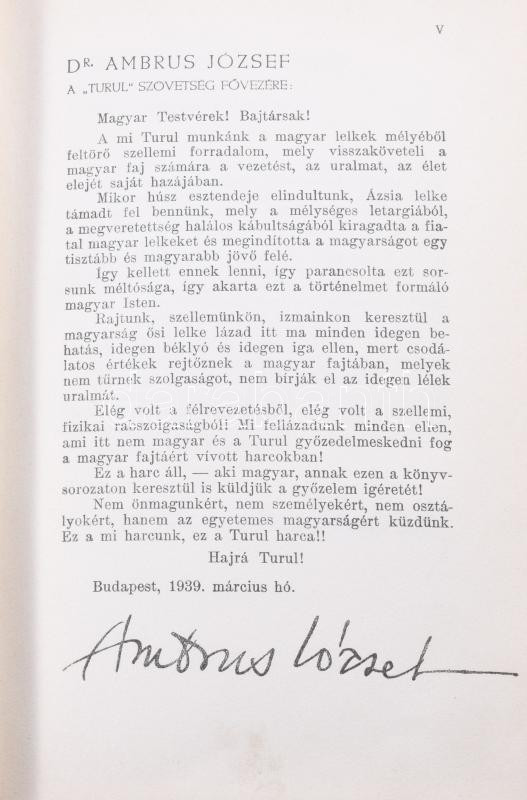 V
DR. AMBRUS JÓZSEF
A „TURUL" SZÖVETSÉG FŐVEZÉRE:
Magyar Testvérek! Bajtársak!
A mi Turul munkánk a magyar lelkek mélyéből
feltörő szellemi forradalom, mely visszaköveteli a
magyar faj számára a vezetést, az uralmat, az élet
elejét saját hazájában.
Mikor húsz esztendeje elindultunk, Ázsia lelke
támadt fel bennünk, mely a mélységes letargiából,
a megveretettség halálos kábultságából kiragadta a fia-
tal magyar lelkeket és megindította a magyarságot egy
tisztább és magyarabb jövő felé.
Így kellett ennek lenni, így parancsolta ezt sor-
sunk méltósága, így akarta ezt a történelmet formáló
magyar Isten.
Rajtunk, szellemünkön, izmainkon keresztül a
magyarság ősi lelke lázad itt ma minden idegen be-
hatás, idegen béklyó és idegen iga ellen, mert csodá-
latos értékek rejtőznek a magyar fajtában, melyek
nem tűrnek szolgaságot, nem bírják el az idegen lélek
uralmát.
Elég volt a félrevezetésből, elég volt a szellemi,
fizikai rabszolgaságból! Mi fellázadunk minden ellen,
ami itt nem magyar és a Turul győzedelmeskedni fog
a magyar fajtáért vívott harcokban!
Ez a harc áll, — aki magyar, annak ezen a könyv-
sorozaton keresztül is küldjük a győzelem igéretét!
Nem önmagunkért, nem személyekért, nem osztá-
lyokért, hanem az egyetemes magyarságért küzdünk.
Ez a mi harcunk, ez a Turul harca!!
Hajrá Turul!
Budapest, 1939. március hó.
Ambrus József